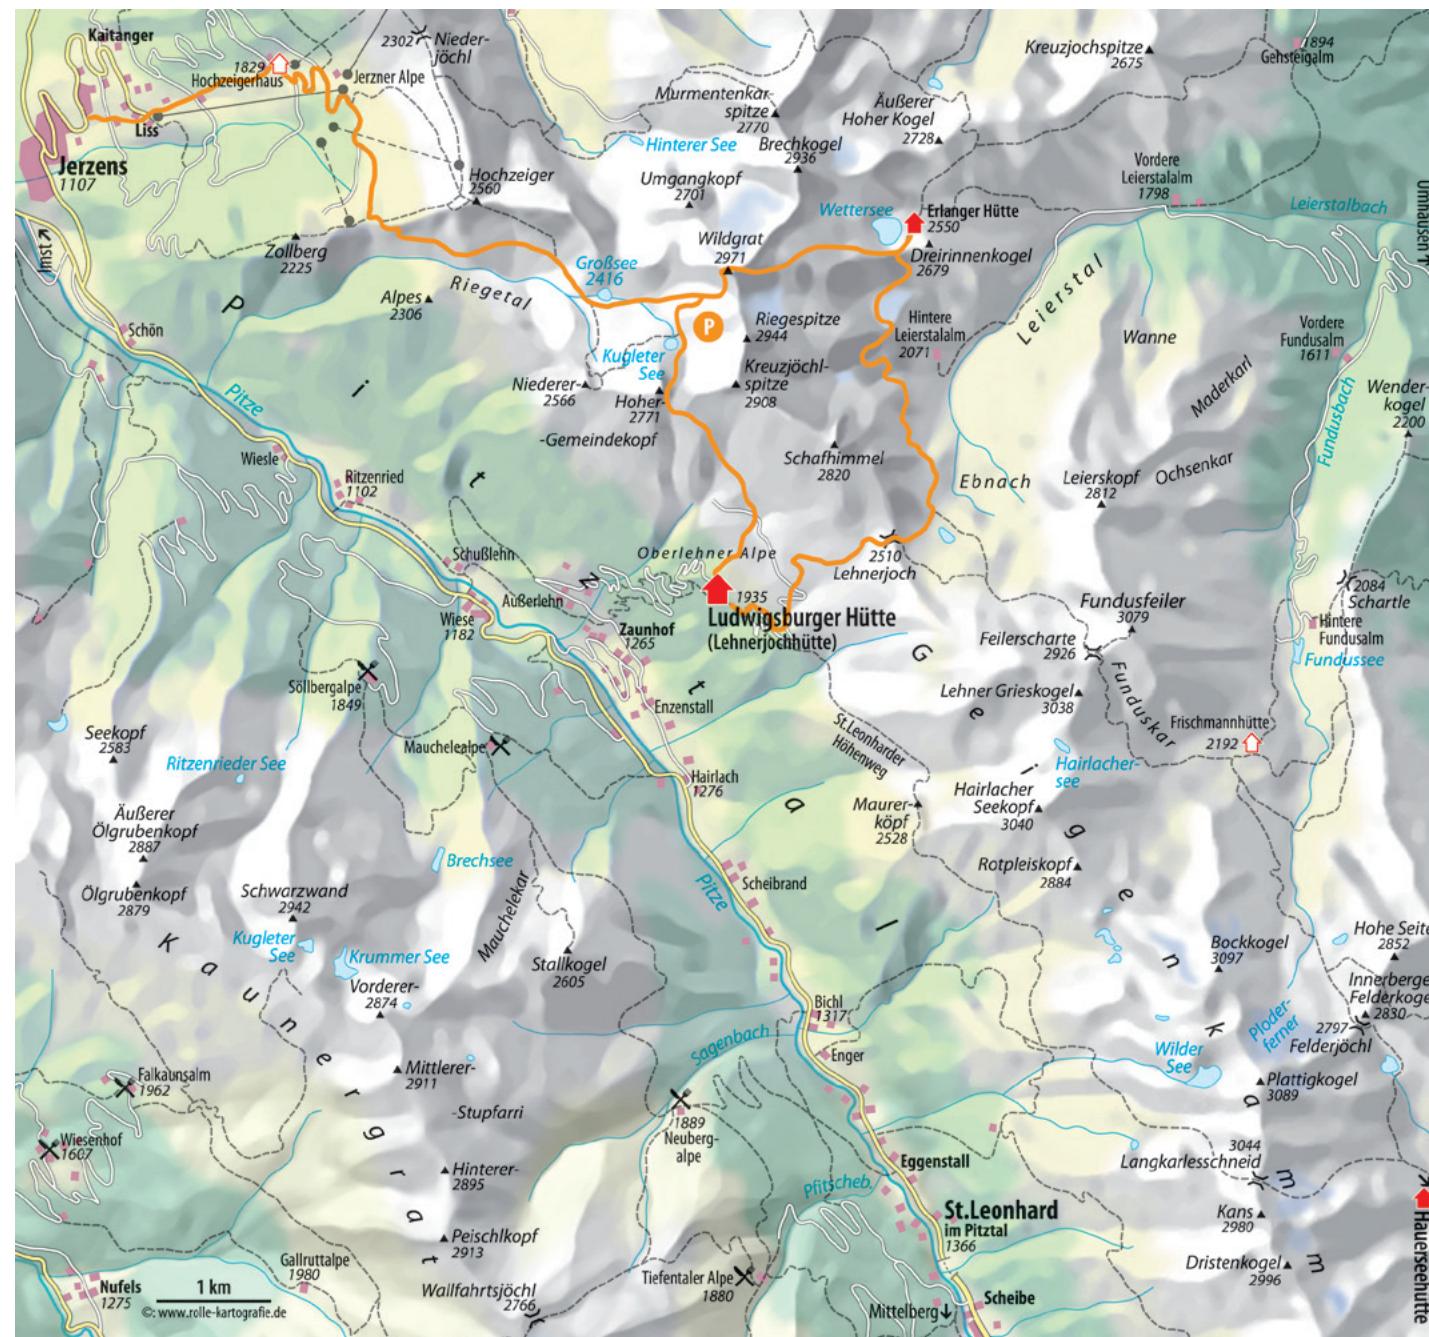 Kaitanger
1829
Hochzeigerhaus
Jerzner Alpe
2302
Nieder-
jöchl
Liss
Jerzens
1107
Imst
Hochzeiger
2560
Zollberg
2225
Murmentenkar-
spitze
2770
Hinterer See
Umgangkopf
2701
Brechkogel
2936
Äußerer
Hoher Kogel
2728
Kreuzjochspitze
2675
1894
Gehsteigalm
Vordere
Leierstalalm
1798
Leierstalbach
Umhausen
Wettersee
Erlanger Hütte
2550
Dreirinnenkogel
2679
Wildgrat
2971
Großsee
2416
Riegetal
Alpes
2306
P i t z t a l
Schön
Pitze
P
Riegespitze
2944
Kugleter
See
Kreuzjöchl-
spitze
2908
Niederer-
2566
Hoher-
2771
-Gemeindekopf
Hintere
Leierstalalm
2071
Leierstal
Wanne
Maderkarl
Ochsenkar
Vordere
Fundusalm
1611
Fundusbach
Wender-
kogel
2200
Wiesle
Ritzenried
1102
Schafhimmel
2820
Ebnach
Leierskopf
2812
Schußlehn
Äußerlehn
Wiese
1182
Zaunhof
1265
Oberlehner Alpe
1935
Ludwigsburger Hütte
(Lehnerjochhütte)
2510
Lehnerjoch
Fundusfeiler
3079
Feilerscharte
2926
2084
Schartle
Hintere
Fundusalm
Fundussee
Funduskar
Lehner Grieskogel
3038
Frischmannhütte
2192
G e i g e n k a m m
Söllbergalpe
1849
Enzenstall
Mauchelealpe
Hairlach
1276
St.Leonharder
Höhenweg
Seekopf
2583
Ritzenrieder See
Äußerer
Ölgrubenkopf
2887
Ölgrubenkopf
2879
Schwarzwand
2942
Brechsee
Maurer-
köpf
2528
Hairlacher
Seekopf
3040
Hairlacher-
see
Rotpleiskopf
2884
Scheibrand
Pitze
Kugleter
See
Krummer See
Vorderer-
2874
Mauchelekar
Stallkogel
2605
Kaunergrat
Bockkogel
3097
Hohe Seite
2852
Innerberge
Felderkoge
2830
2797
Felderjöchl
Ploder-
ferner
Bichl
1317
Sagenbach
Enger
Wilder
See
Plattigkogel
3089
Falkaunsalm
1962
Mittlerer-
2911
-Stupfarri
Wiesenhof
1607
1889
Neuberg-
alpe
Hinterer-
2895
Eggenstall
Pfitscheb.
3044
Langkarlesschneid
St.Leonhard
im Pitztal
1366
Kans
2980
Peischlkopf
2913
Gallruttalpe
1980
Dristenkogel
2996
Hauerseehütte
Nufels
1275
1 km
©: www.rolle-kartografie.de
Wallfahrtsjöchl
2766
Tiefentaler Alpe
1880
Mittelberg
Scheibe